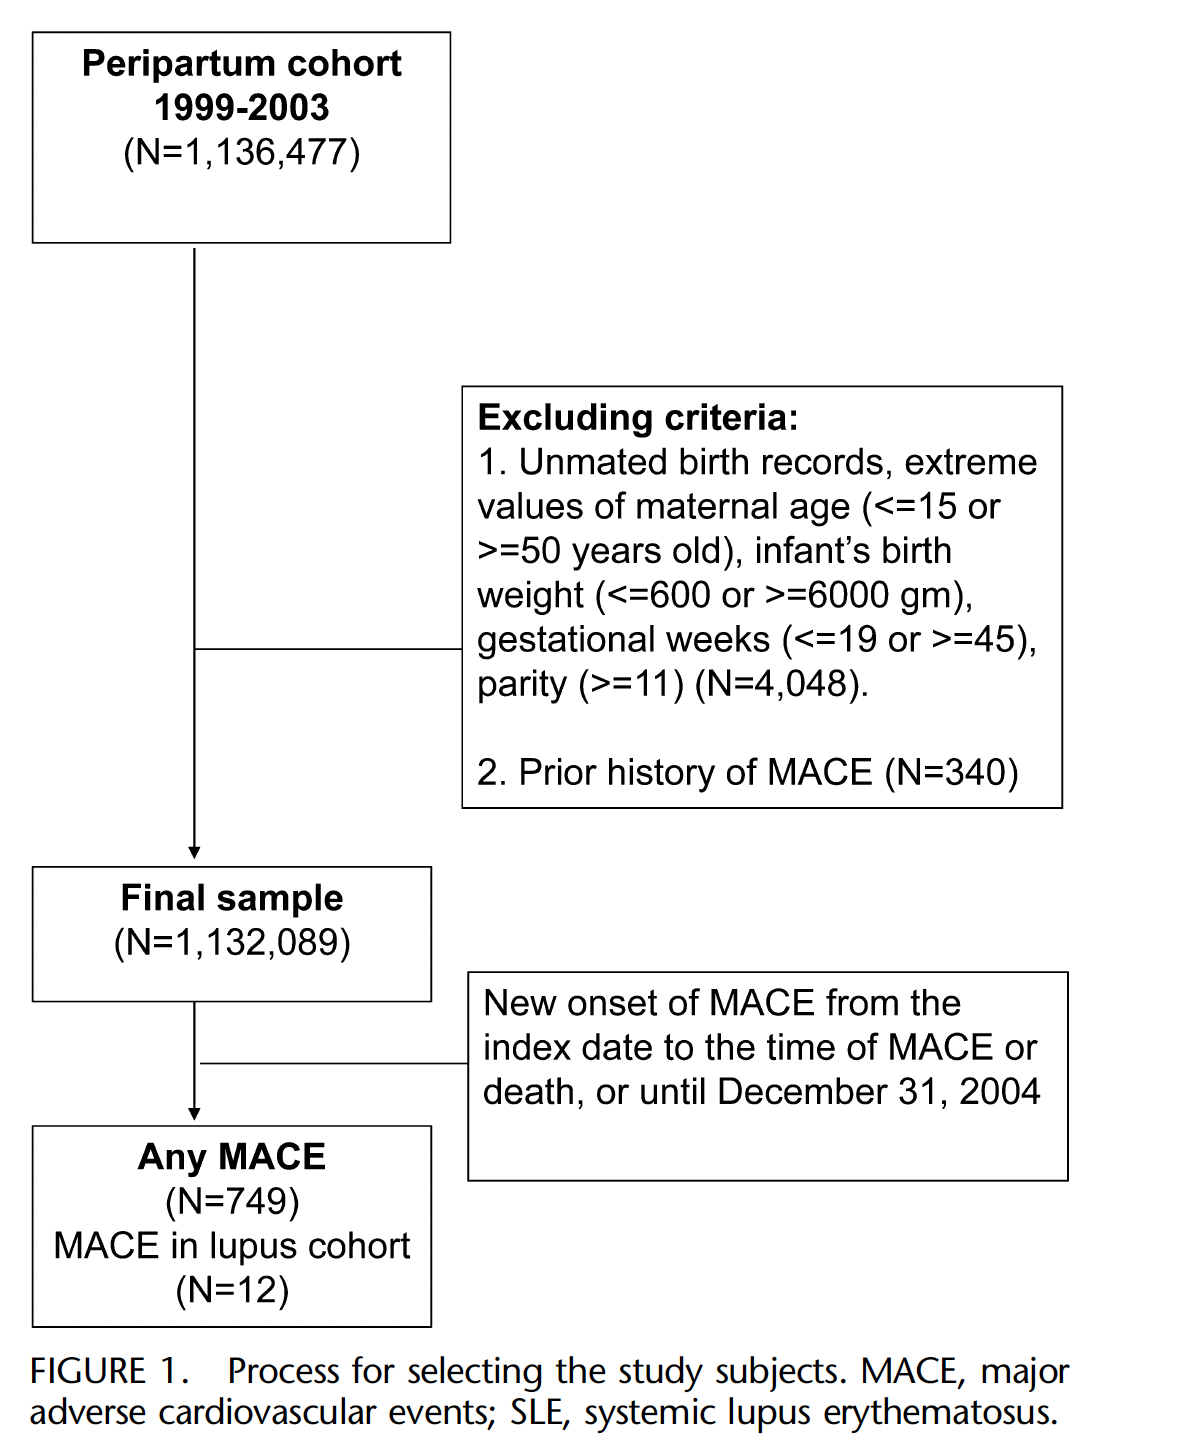 Peripartum cohort
1999-2003
(N=1,136,477)
Excluding criteria:
1. Unmated birth records, extreme
values of maternal age (<=15 or
>=50 years old), infant’s birth
weight (<=600 or >=6000 gm),
gestational weeks (<=19 or >=45),
parity (>=11) (N=4,048).
2. Prior history of MACE (N=340)
Final sample
(N=1,132,089)
New onset of MACE from the
index date to the time of MACE or
death, or until December 31, 2004
Any MACE
(N=749)
MACE in lupus cohort
(N=12)
FIGURE 1. Process for selecting the study subjects. MACE, major
adverse cardiovascular events; SLE, systemic lupus erythematosus.